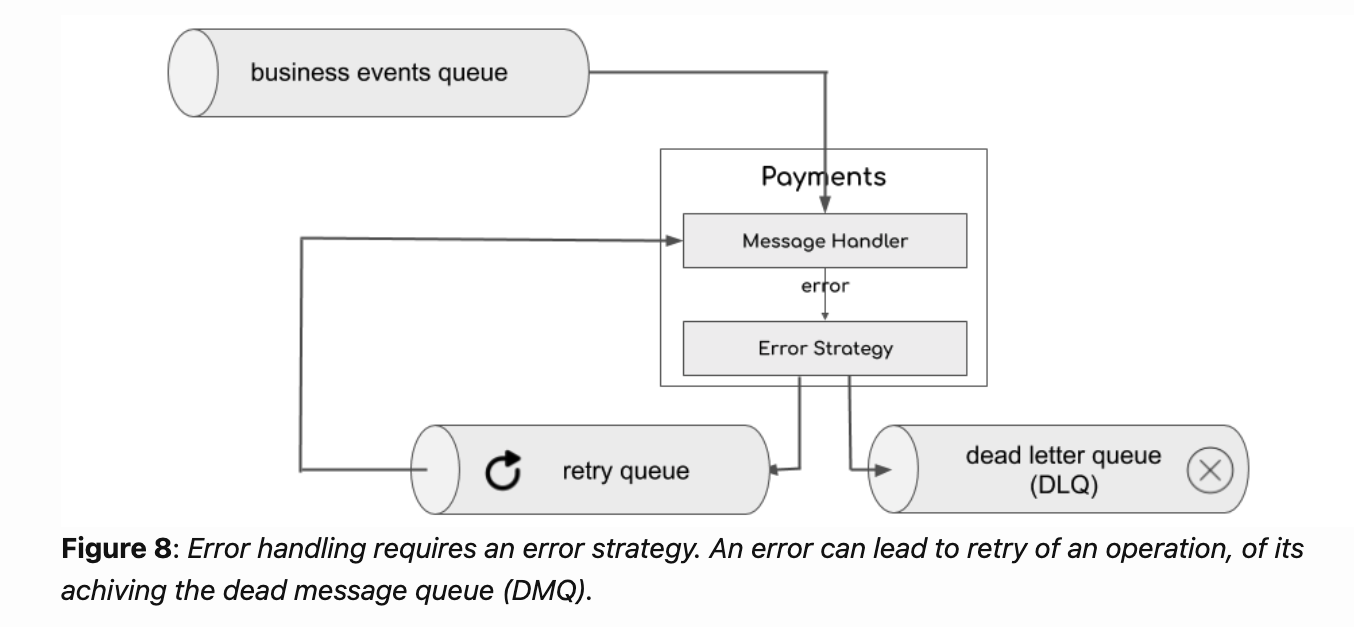 business events queue
Payments
Message Handler
error
Error Strategy
retry queue
dead letter queue
(DLQ)
Figure 8: Error handling requires an error strategy. An error can lead to retry of an operation, of its
achiving the dead message queue (DMQ).